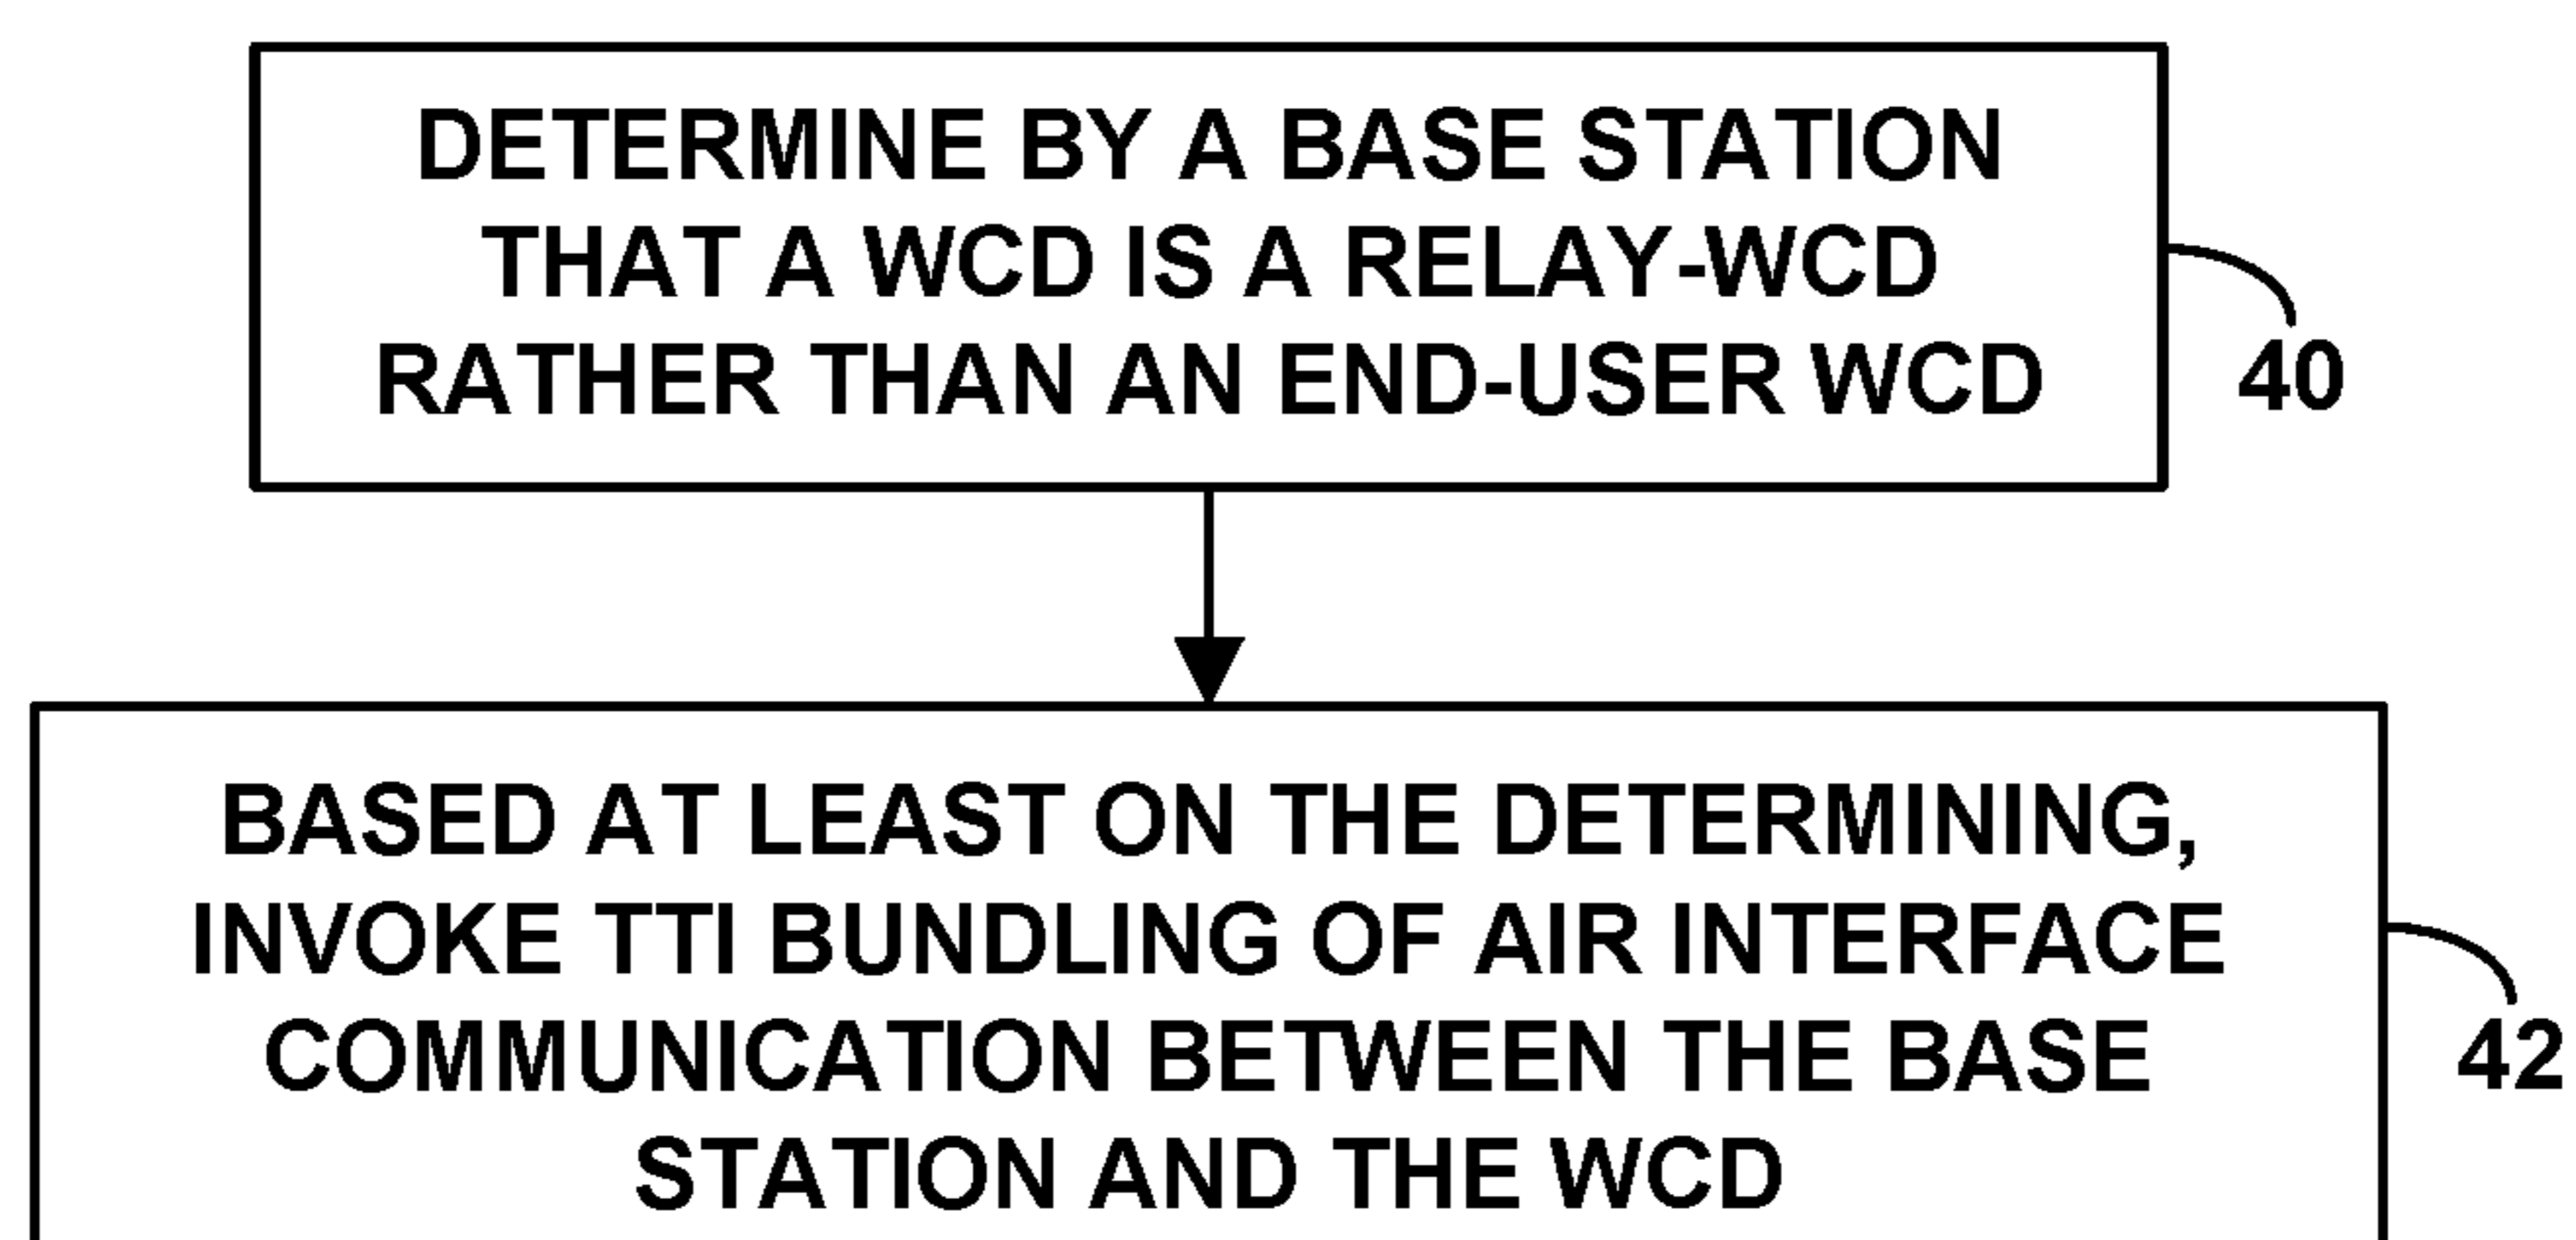 DETERMINE BY A BASE STATION
THAT A WCD IS A RELAY-WCD
RATHER THAN AN END-USER WCD
40
BASED AT LEAST ON THE DETERMINING,
INVOKE TTI BUNDLING OF AIR INTERFACE
COMMUNICATION BETWEEN THE BASE
STATION AND THE WCD
42